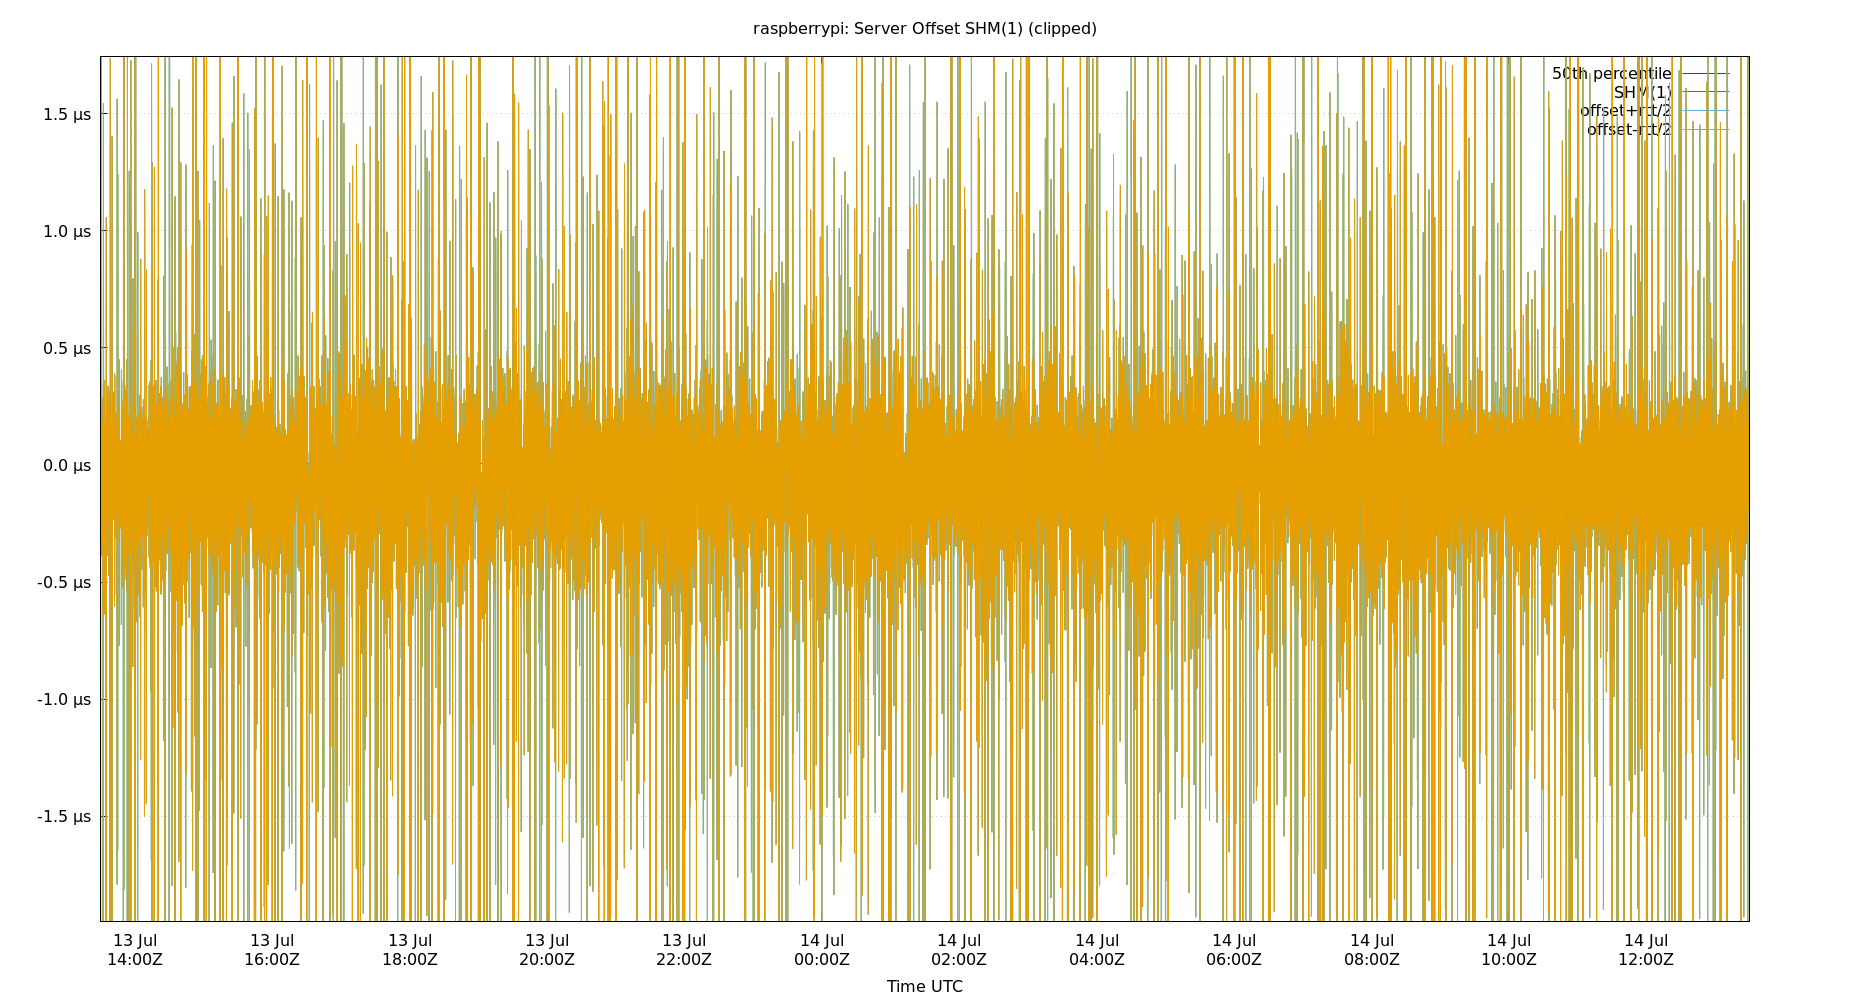 raspberrypi: Server Offset SHM(1) (clipped)
50th percentile
SHM(1)
offset+rtt/2
offset-rtt/2
1.5 µs
1.0 µs
0.5 µs
0.0 µs
-0.5 µs
-1.0 µs
-1.5 µs
13 Jul 13 Jul 13 Jul 13 Jul 13 Jul 14 Jul 14 Jul 14 Jul 14 Jul 14 Jul 14 Jul 14 Jul
14:00Z 16:00Z 18:00Z 20:00Z 22:00Z 00:00Z 02:00Z 04:00Z 06:00Z 08:00Z 10:00Z 12:00Z
Time UTC